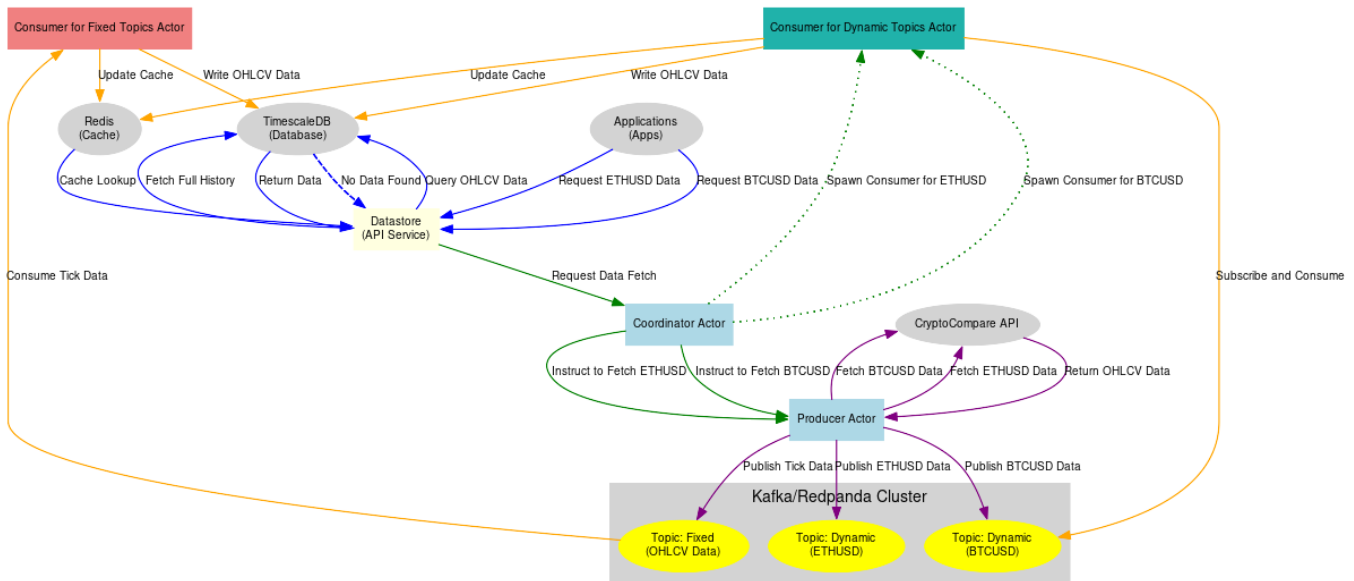 Consumer for Fixed Topics Actor
Consumer for Dynamic Topics Actor
Update Cache
Write OHLCV Data
Update Cache
Write OHLCV Data
Redis
(Cache)
TimescaleDB
(Database)
Applications
(Apps)
Cache Lookup
Fetch Full History
Return Data
No Data Found
Query OHLCV Data
Request ETHUSD Data
Request BTCUSD Data
Spawn Consumer for ETHUSD
Spawn Consumer for BTCUSD
Datastore
(API Service)
Consume Tick Data
Request Data Fetch
Subscribe and Consume
Coordinator Actor
CryptoCompare API
Instruct to Fetch ETHUSD
Instruct to Fetch BTCUSD
Fetch BTCUSD Data
Fetch ETHUSD Data
Return OHLCV Data
Producer Actor
Publish Tick Data
Publish ETHUSD Data
Publish BTCUSD Data
Kafka/Redpanda Cluster
Topic: Fixed
(OHLCV Data)
Topic: Dynamic
(ETHUSD)
Topic: Dynamic
(BTCUSD)